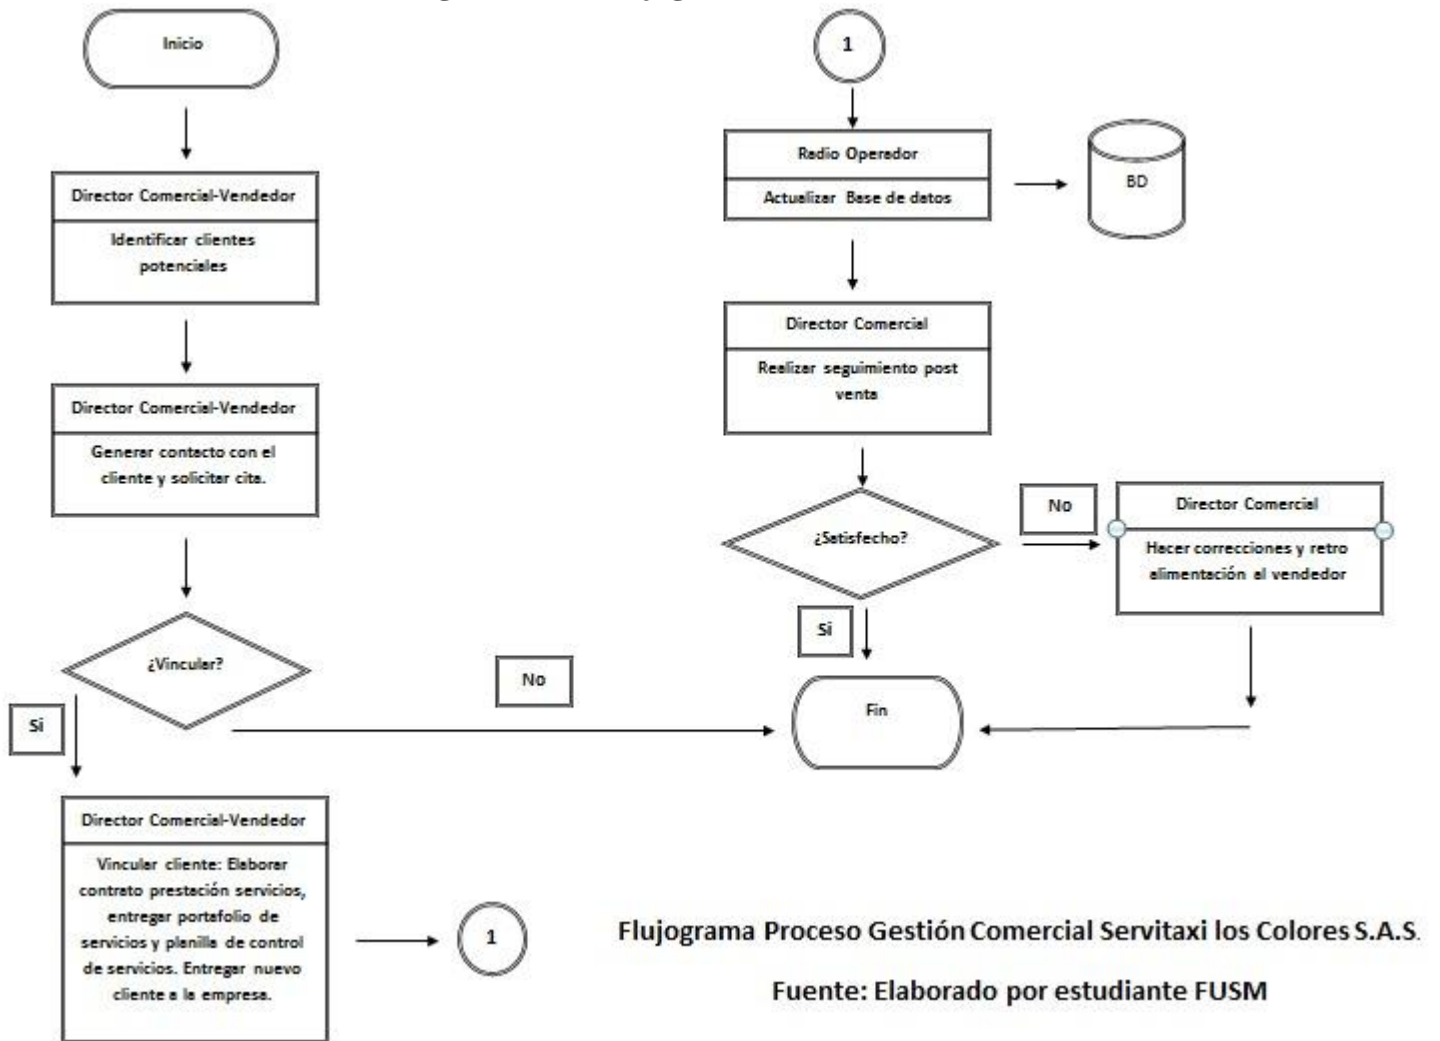 Inicio
Director Comercial-Vendedor
Identificar clientes
potenciales
Director Comercial-Vendedor
Generar contacto con el
cliente y solicitar cita.
¿Vincular?
Si
No
Director Comercial-Vendedor
Vincular cliente: Elaborar
contrato prestación servicios,
entregar portafolio de
servicios y planilla de control
de servicios. Entregar nuevo
cliente a la empresa.
1
1
Radio Operador
Actualizar Base de datos
BD
Director Comercial
Realizar seguimiento post
venta
¿Satisfecho?
No
Director Comercial
Hacer correcciones y retro
alimentación al vendedor
Si
Fin
Flujograma Proceso Gestión Comercial Servitaxi los Colores S.A.S.
Fuente: Elaborado por estudiante FUSM